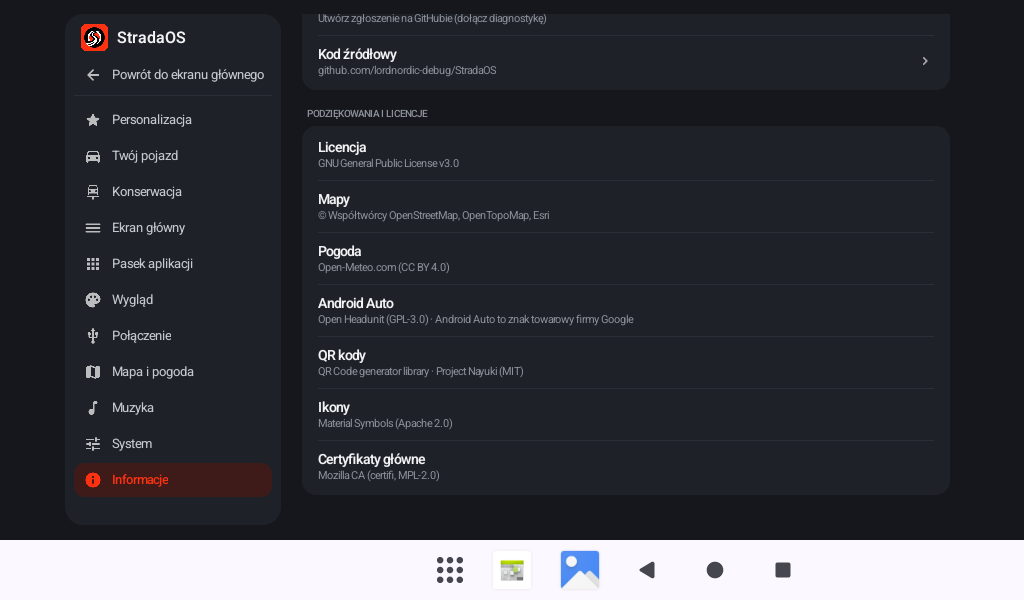 StradaOS
Powrót do ekranu głównego
Personalizacja
Twój pojazd
Konserwacja
Ekran główny
Pasek aplikacji
Wygląd
Połączenie
Mapa i pogoda
Muzyka
System
Informacje
Utwórz zgłoszenie na GitHubie (dołącz diagnostykę)
Kod źródłowy
github.com/lordnordic-debug/StradaOS
PODZIĘKOWANIA I LICENCJE
Licencja
GNU General Public License v3.0
Mapy
© Współtwórcy OpenStreetMap, OpenTopoMap, Esri
Pogoda
Open-Meteo.com (CC BY 4.0)
Android Auto
Open Headunit (GPL-3.0) · Android Auto to znak towarowy firmy Google
QR kody
QR Code generator library · Project Nayuki (MIT)
Ikony
Material Symbols (Apache 2.0)
Certyfikaty główne
Mozilla CA (certifi, MPL-2.0)